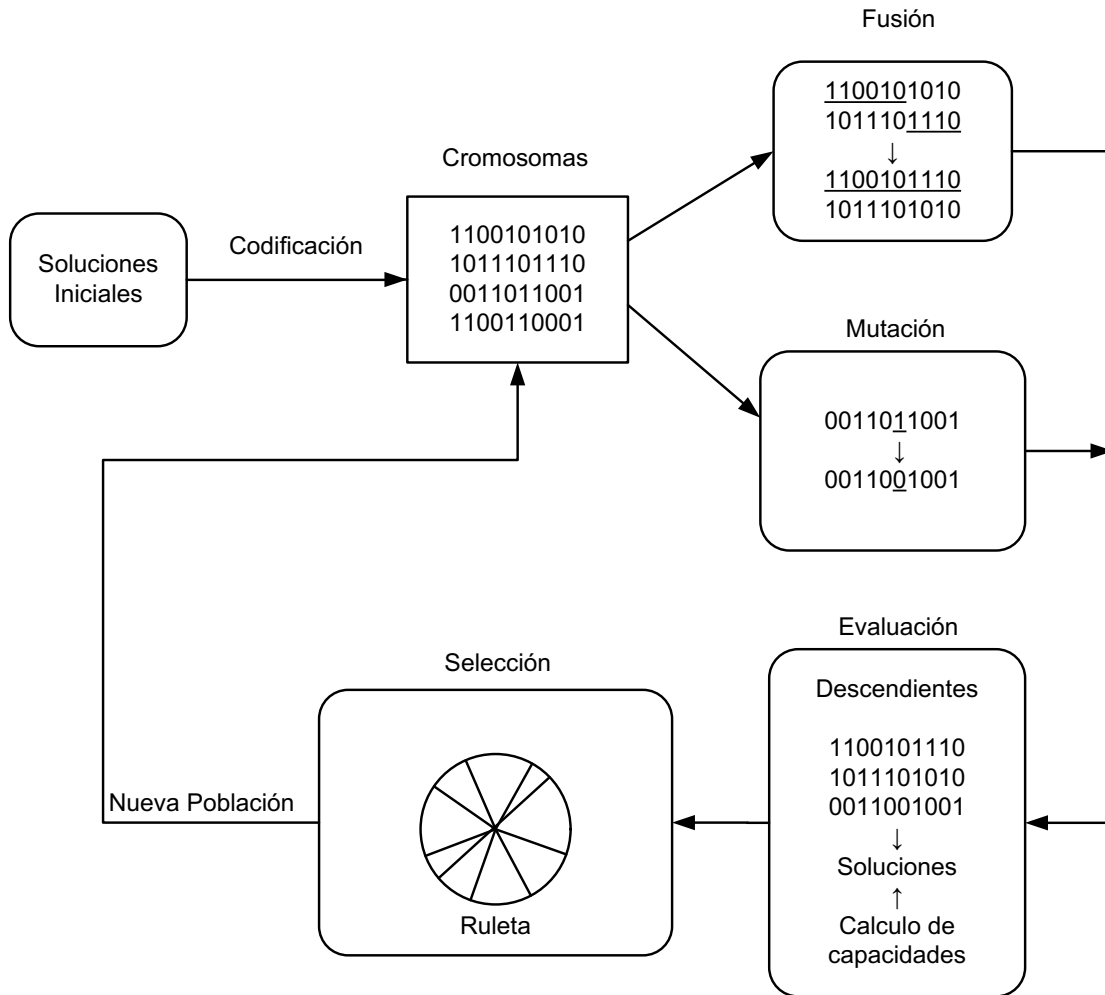 Fusión
1100101010
1011101110
↓
1100101110
1011101010
Cromosomas
1100101010
1011101110
0011011001
1100110001
Codificación
Soluciones
Iniciales
Mutación
0011011001
↓
0011001001
Evaluación
Descendientes
1100101110
1011101010
0011001001
↓
Soluciones
↑
Calculo de
capacidades
Selección
Ruleta
Nueva Población